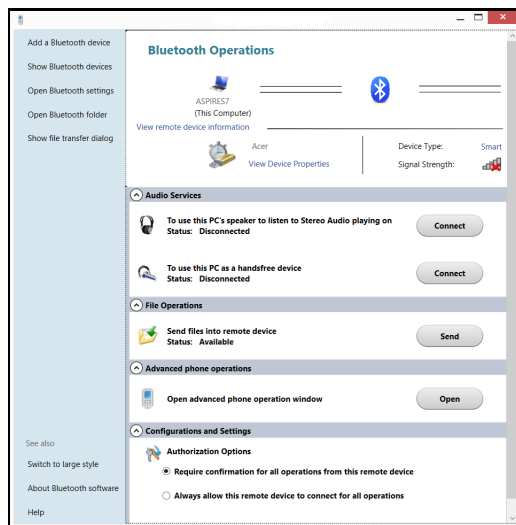 Add a Bluetooth device
Show Bluetooth devices
Open Bluetooth settings
Open Bluetooth folder
Show file transfer dialog
See also
Switch to large style
About Bluetooth software
Help
Bluetooth Operations
ASPIRES7
(This Computer)
View remote device information
Acer
View Device Properties
Device Type: Smart
Signal Strength:
Audio Services
To use this PC's speaker to listen to Stereo Audio playing on
Status: Disconnected
Connect
To use this PC as a handsfree device
Status: Disconnected
Connect
File Operations
Send files into remote device
Status: Available
Send
Advanced phone operations
Open advanced phone operation window
Open
Configurations and Settings
Authorization Options
Require confirmation for all operations from this remote device
Always allow this remote device to connect for all operations